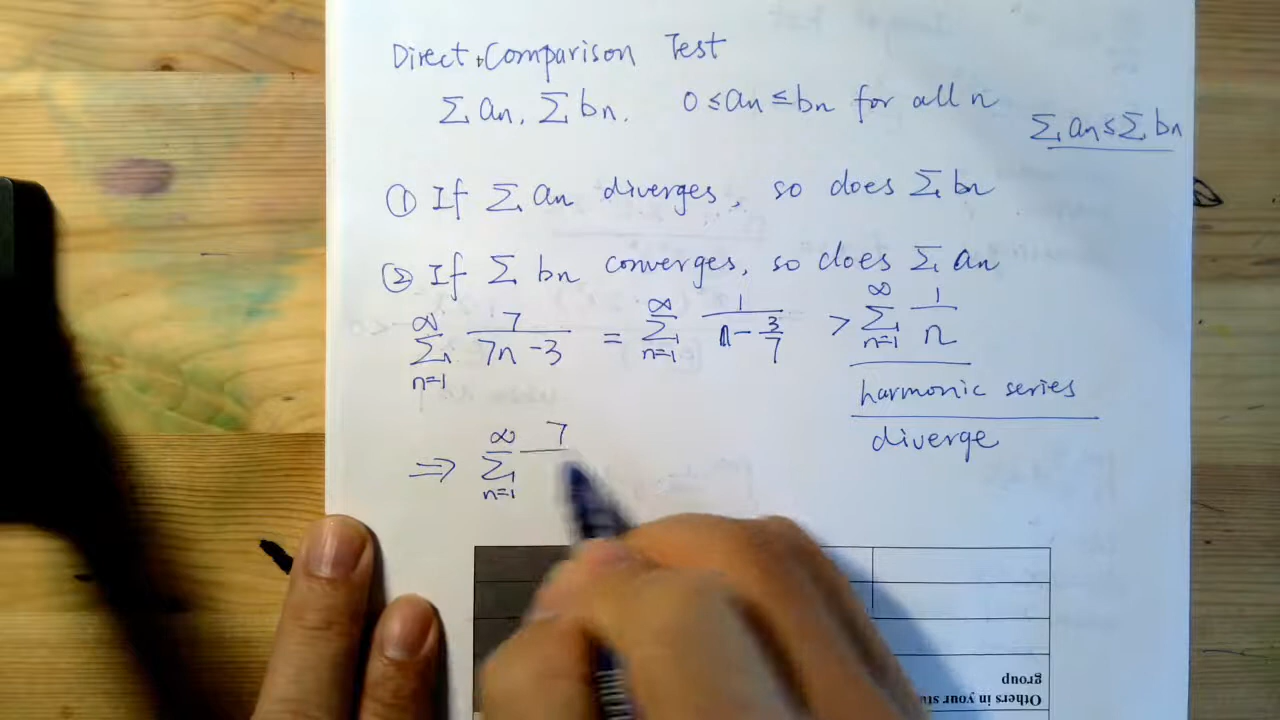 Direct Comparison Test
Σ an, Σ bn. 0 ≤ an ≤ bn for all n
Σ an ≤ Σ bn
① If Σ an diverges, so does Σ bn
② If Σ bn converges, so does Σ an
∞ Σ n=1 7/(7n-3) = ∞ Σ n=1 1/(n - 3/7) > ∞ Σ n=1 1/n
harmonic series
diverge
⇒ ∞ Σ n=1 7
group
Others in your